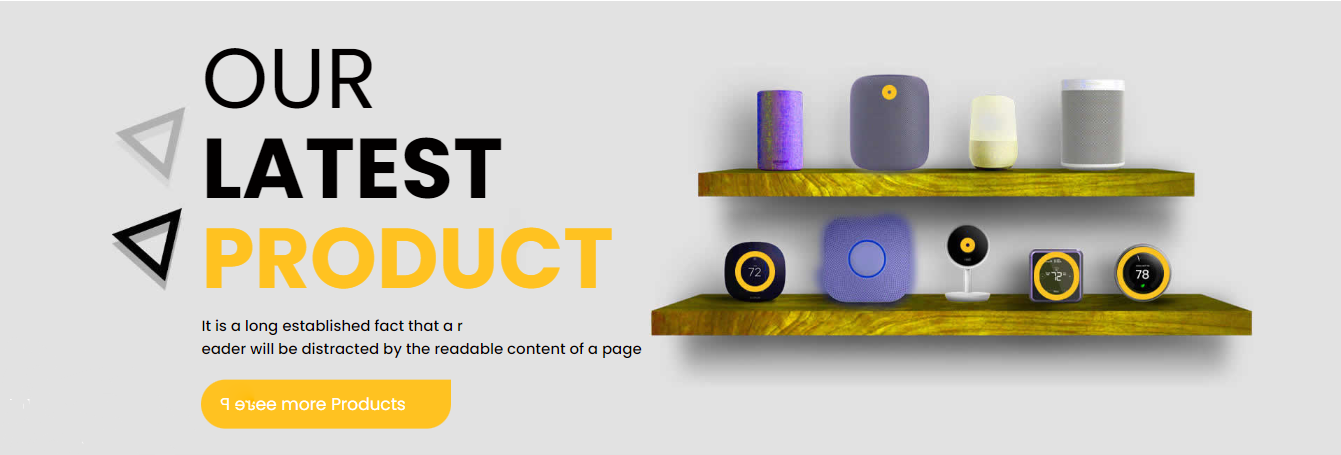 OUR
LATEST
PRODUCT
It is a long established fact that a r
eader will be distracted by the readable content of a page
more Products
72
72
78